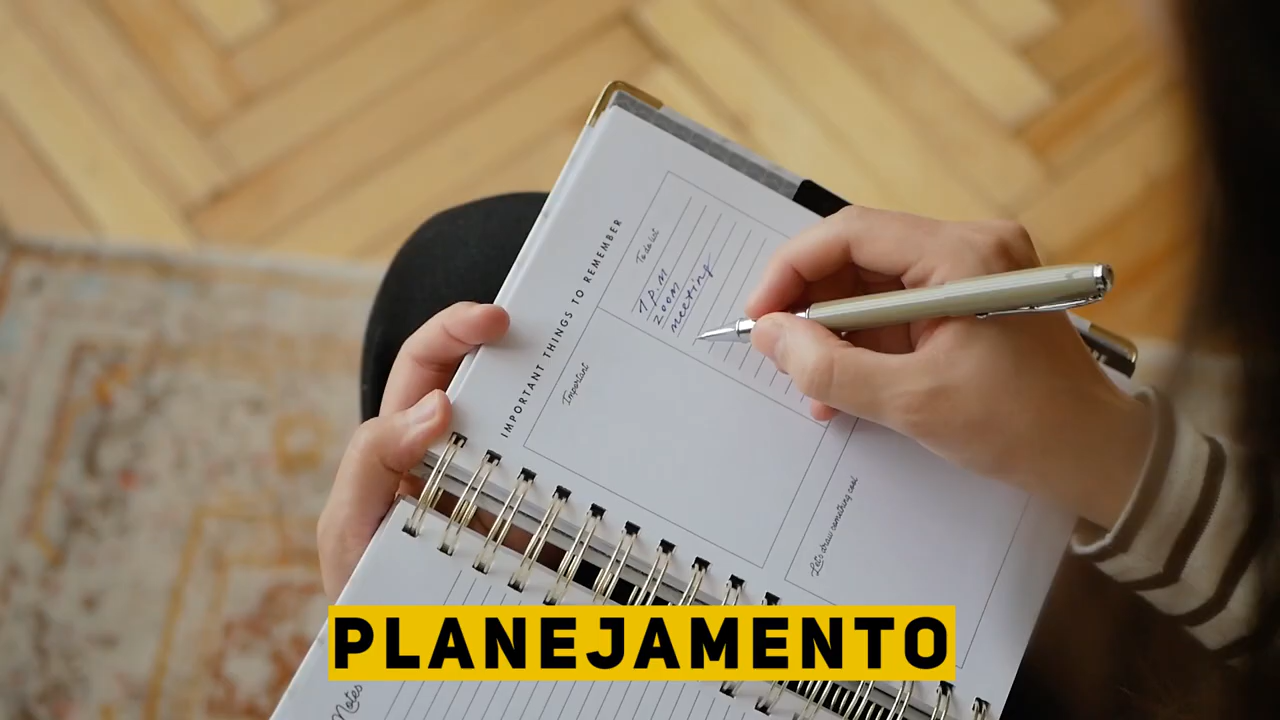 IMPORTANT THINGS TO REMEMBER
To do list
1 P.M
zoom
meeting
Important
Let's draw something cool
Notes
PLANEJAMENTO